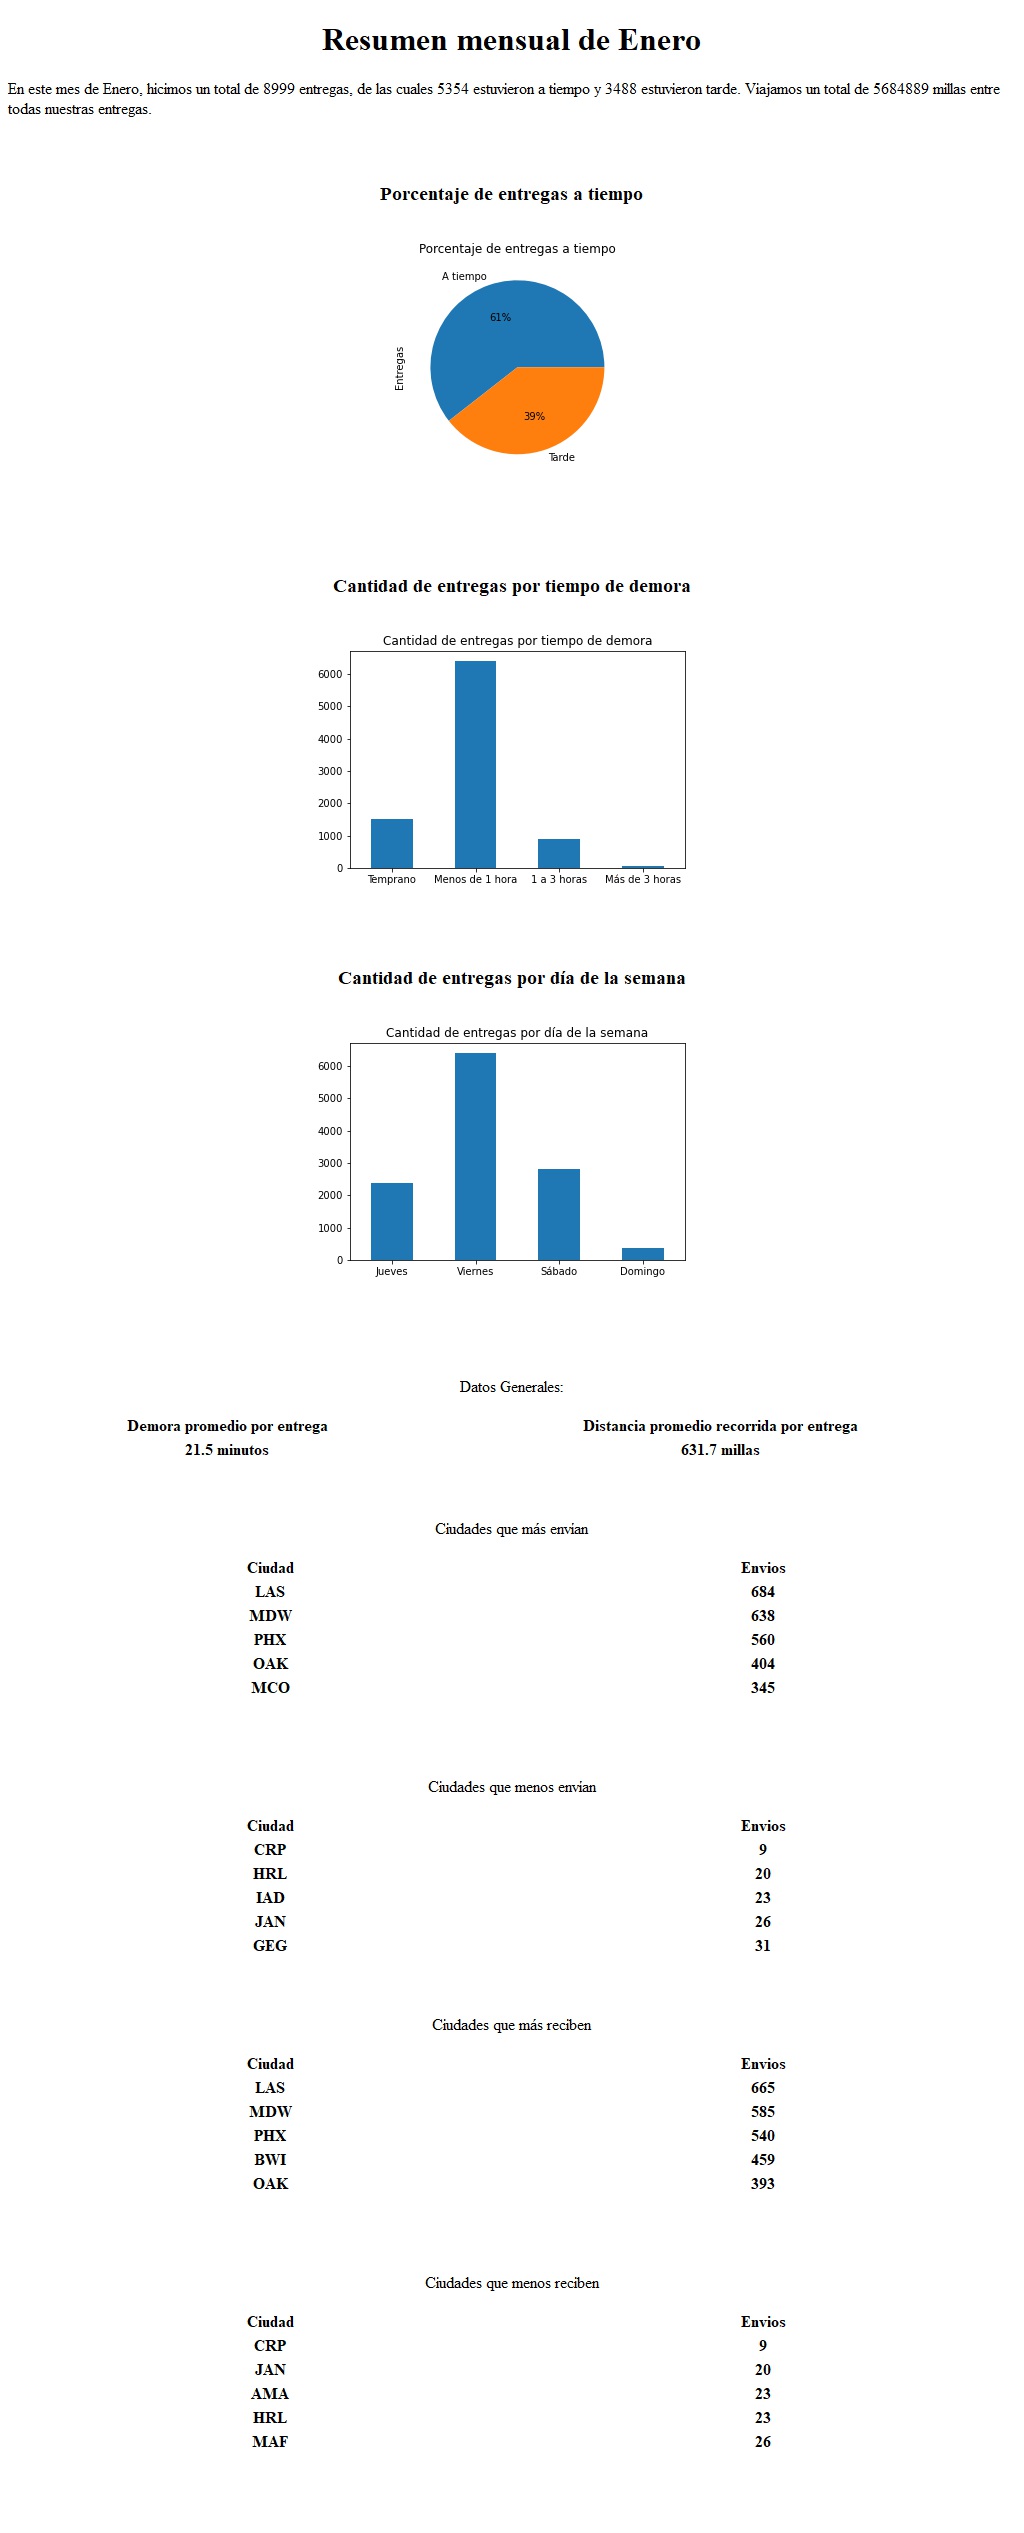 Resumen mensual de Enero
En este mes de Enero, hicimos un total de 8999 entregas, de las cuales 5354 estuvieron a tiempo y 3488 estuvieron tarde. Viajamos un total de 5684889 millas entre
todas nuestras entregas.
Porcentaje de entregas a tiempo
Porcentaje de entregas a tiempo
A tiempo
61%
Entregas
39%
Tarde
Cantidad de entregas por tiempo de demora
Cantidad de entregas por tiempo de demora
6000
5000
4000
3000
2000
1000
0
Temprano Menos de 1 hora 1 a 3 horas Más de 3 horas
Cantidad de entregas por día de la semana
Cantidad de entregas por día de la semana
6000
5000
4000
3000
2000
1000
0
Jueves Viernes Sábado Domingo
Datos Generales:
Demora promedio por entrega Distancia promedio recorrida por entrega
21.5 minutos 631.7 millas
Ciudades que más envían
Ciudad Envios
LAS 684
MDW 638
PHX 560
OAK 404
MCO 345
Ciudades que menos envían
Ciudad Envios
CRP 9
HRL 20
IAD 23
JAN 26
GEG 31
Ciudades que más reciben
Ciudad Envios
LAS 665
MDW 585
PHX 540
BWI 459
OAK 393
Ciudades que menos reciben
Ciudad Envios
CRP 9
JAN 20
AMA 23
HRL 23
MAF 26